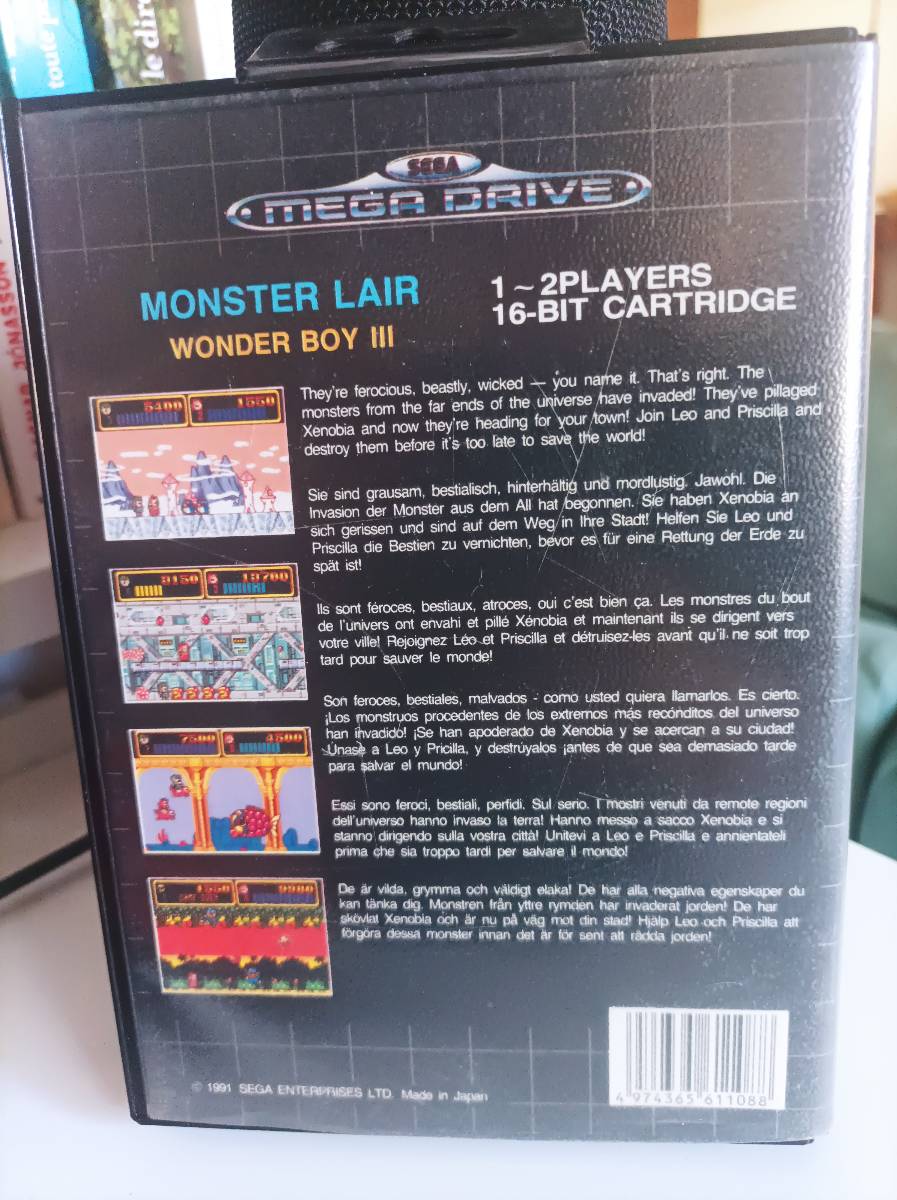 toute
le dire
JONASSON
SEGA
MEGA DRIVE
MONSTER LAIR
WONDER BOY III
1 ~ 2PLAYERS
16-BIT CARTRIDGE
5400 1550
9150 13700
7500 4500
1550 9900
They're ferocious, beastly, wicked — you name it. That's right. The
monsters from the far ends of the universe have invaded! They've pillaged
Xenobia and now they're heading for your town! Join Leo and Priscilla and
destroy them before it's too late to save the world!
Sie sind grausam, bestialisch, hinterhältig und mordlustig. Jawohl. Die
Invasion der Monster aus dem All hat begonnen. Sie haben Xenobia an
sich gerissen und sind auf dem Weg in Ihre Stadt! Helfen Sie Leo und
Priscilla die Bestien zu vernichten, bevor es für eine Rettung der Erde zu
spät ist!
Ils sont féroces, bestiaux, atroces, oui c'est bien ça. Les monstres du bout
de l'univers ont envahi et pillé Xénobia et maintenant ils se dirigent vers
votre ville! Rejoignez Léo et Priscilla et détruisez-les avant qu'il ne soit trop
tard pour sauver le monde!
Son feroces, bestiales, malvados - como usted quiera llamarlos. Es cierto.
¡Los monstruos procedentes de los extremos más recónditos del universo
han invadido! ¡Se han apoderado de Xenobia y se acercan a su ciudad!
Únase a Leo y Pricilla, y destrúyalos ¡antes de que sea demasiado tarde
para salvar el mundo!
Essi sono feroci, bestiali, perfidi. Sul serio. I mostri venuti da remote regioni
dell'universo hanno invaso la terra! Hanno messo a sacco Xenobia e si
stanno dirigendo sulla vostra città! Unitevi a Leo e Priscilla e annientateli
prima che sia troppo tardi per salvare il mondo!
De är vilda, grymma och väldigt elaka! De har alla negativa egenskaper du
kan tänka dig. Monstren från yttre rymden har invaderat jorden! De har
skövlat Xenobia och är nu på väg mot din stad! Hjälp Leo och Priscilla att
förgöra dessa monster innan det är för sent att rädda jorden!
© 1991 SEGA ENTERPRISES LTD. Made in Japan
4 974365 611088